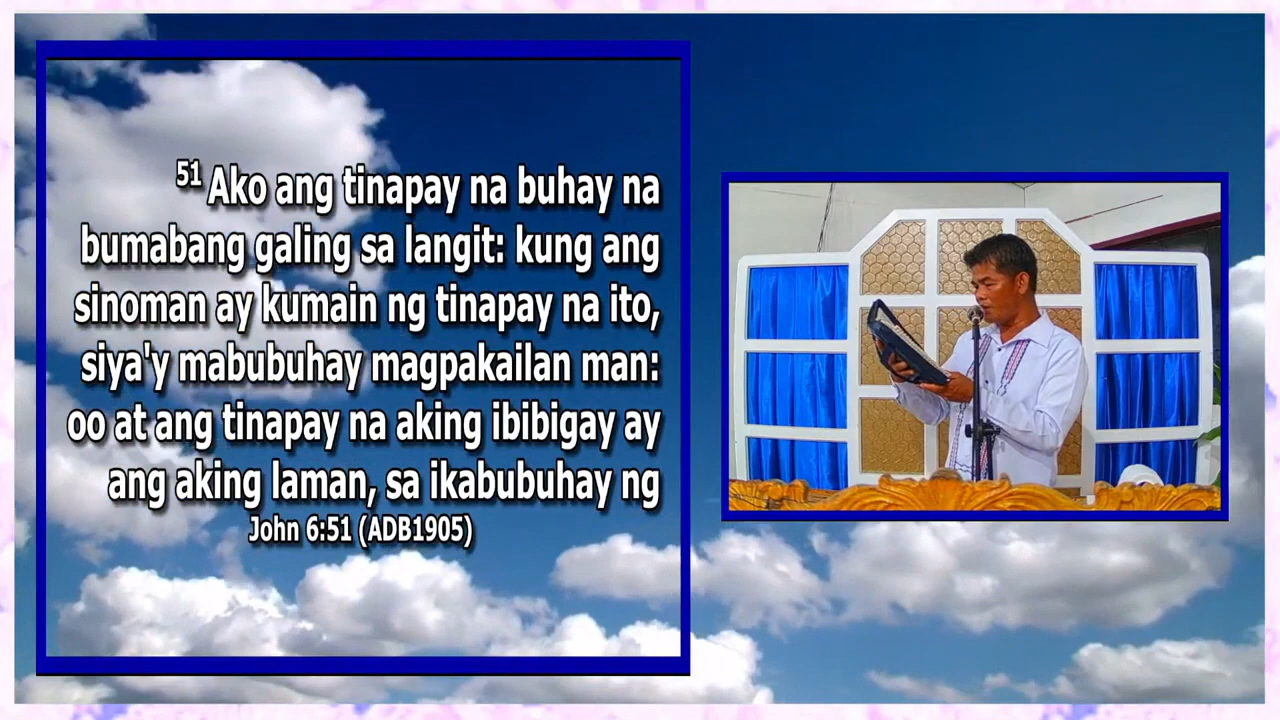 51 Ako ang tinapay na buhay na
bumabang galing sa langit: kung ang
sinoman ay kumain ng tinapay na ito,
siya'y mabubuhay magpakailan man:
oo at ang tinapay na aking ibibigay ay
ang aking laman, sa ikabubuhay ng
John 6:51 (ADB1905)